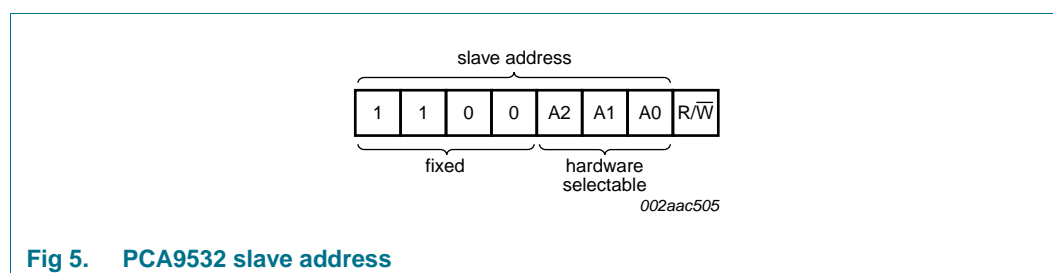 slave address
1 1 0 0 A2 A1 A0 R/W̅
fixed
hardware
selectable
002aac505
Fig 5. PCA9532 slave address